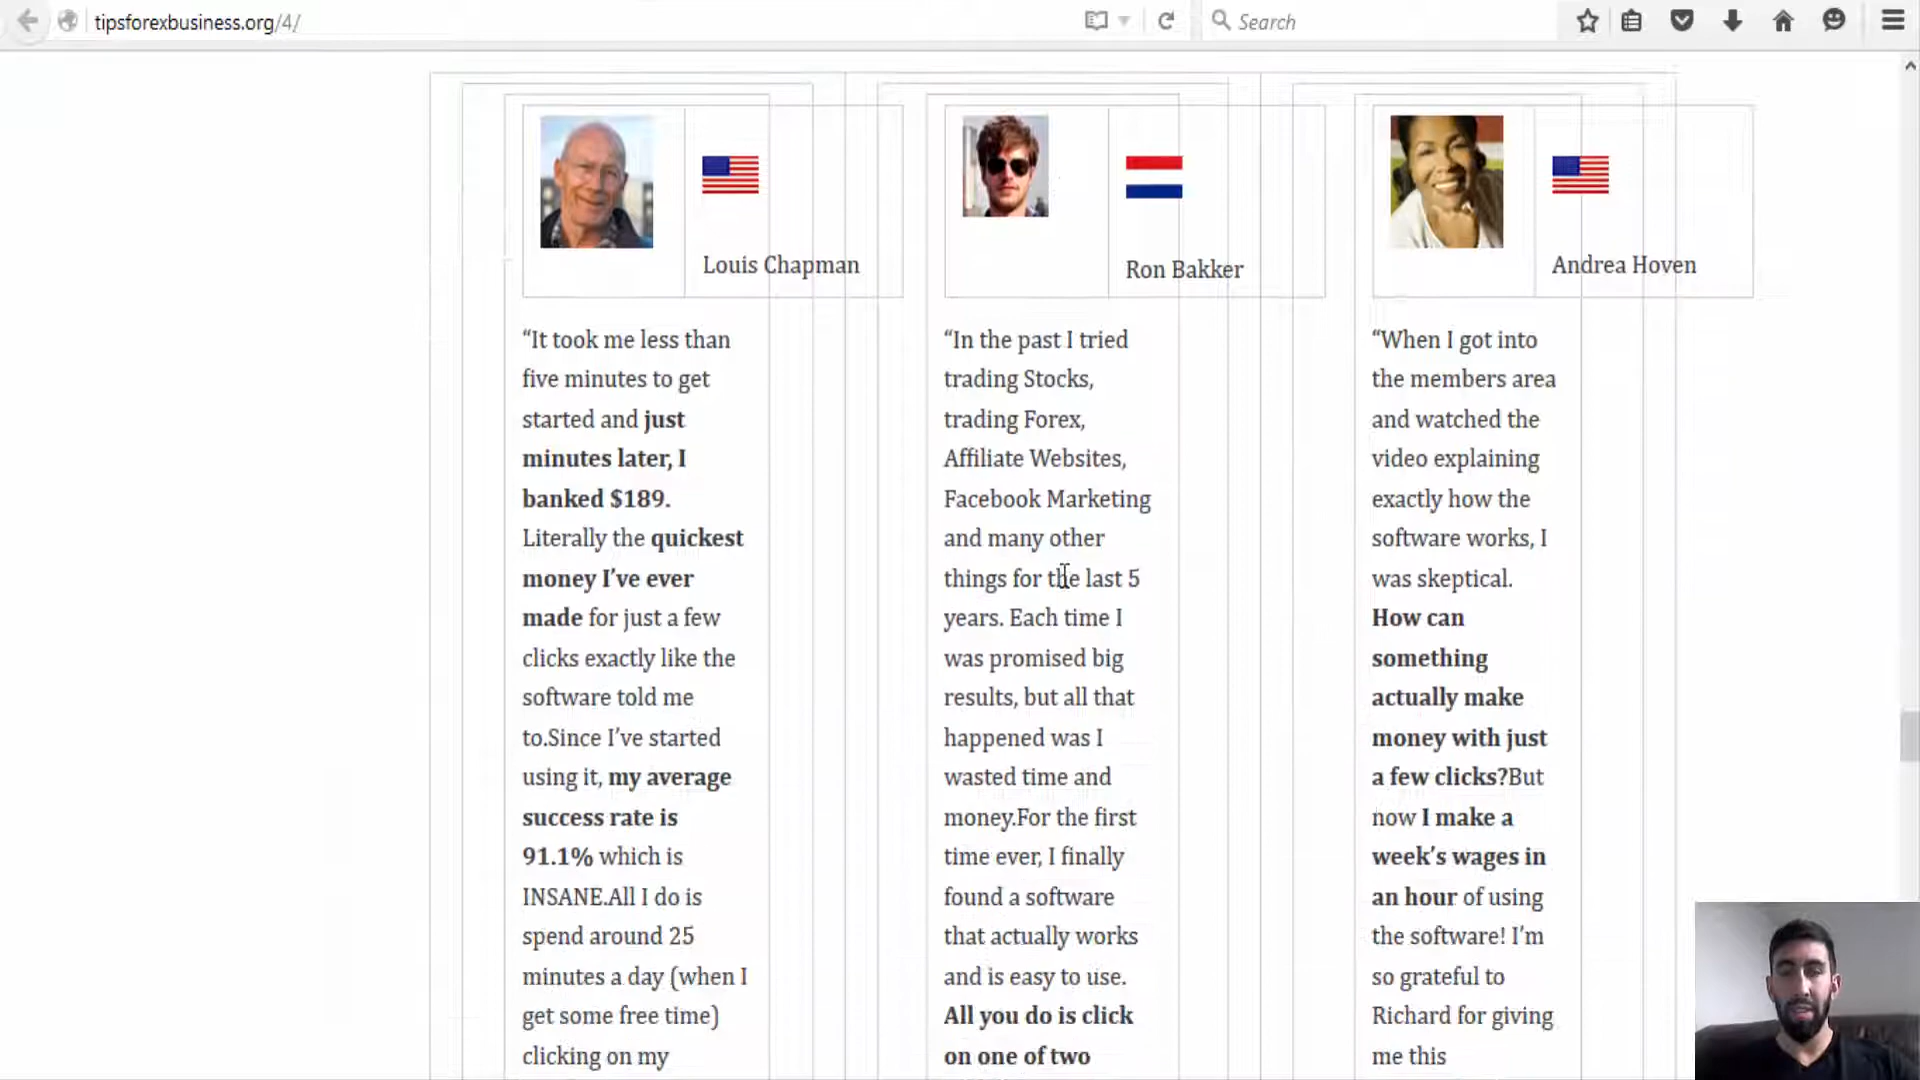 tipsforexbusiness.org/4/
Search
Louis Chapman
“It took me less than
five minutes to get
started and just
minutes later, I
banked $189.
Literally the quickest
money I’ve ever
made for just a few
clicks exactly like the
software told me
to.Since I’ve started
using it, my average
success rate is
91.1% which is
INSANE.All I do is
spend around 25
minutes a day (when I
get some free time)
clicking on my
Ron Bakker
“In the past I tried
trading Stocks,
trading Forex,
Affiliate Websites,
Facebook Marketing
and many other
things for the last 5
years. Each time I
was promised big
results, but all that
happened was I
wasted time and
money.For the first
time ever, I finally
found a software
that actually works
and is easy to use.
All you do is click
on one of two
Andrea Hoven
“When I got into
the members area
and watched the
video explaining
exactly how the
software works, I
was skeptical.
How can
something
actually make
money with just
a few clicks?But
now I make a
week’s wages in
an hour of using
the software! I’m
so grateful to
Richard for giving
me this